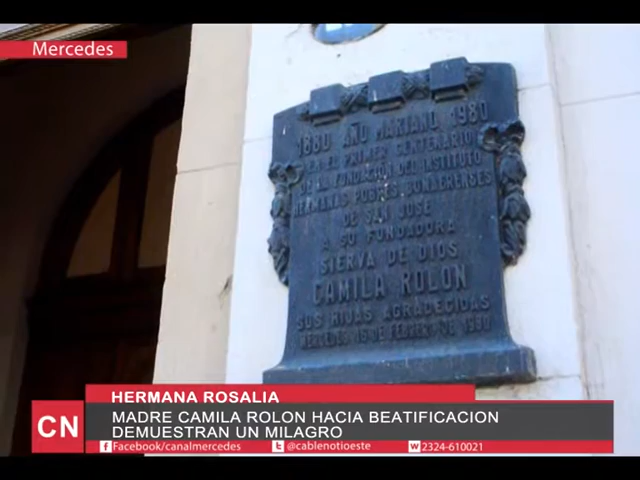 Mercedes
1880 AÑO MARIANO 1980
EN EL PRIMER CENTENARIO
DE LA FUNDACION DEL INSTITUTO
HERMANAS POBRES BONAERENSES
DE SAN JOSE
A SU FUNDADORA
SIERVA DE DIOS
CAMILA ROLON
SUS HIJAS AGRADECIDAS
MERCEDES 15 DE FEBRERO DE 1980
HERMANA ROSALIA
CN
MADRE CAMILA ROLON HACIA BEATIFICACION
DEMUESTRAN UN MILAGRO
Facebook/canalmercedes @cablenotioeste 2324-610021